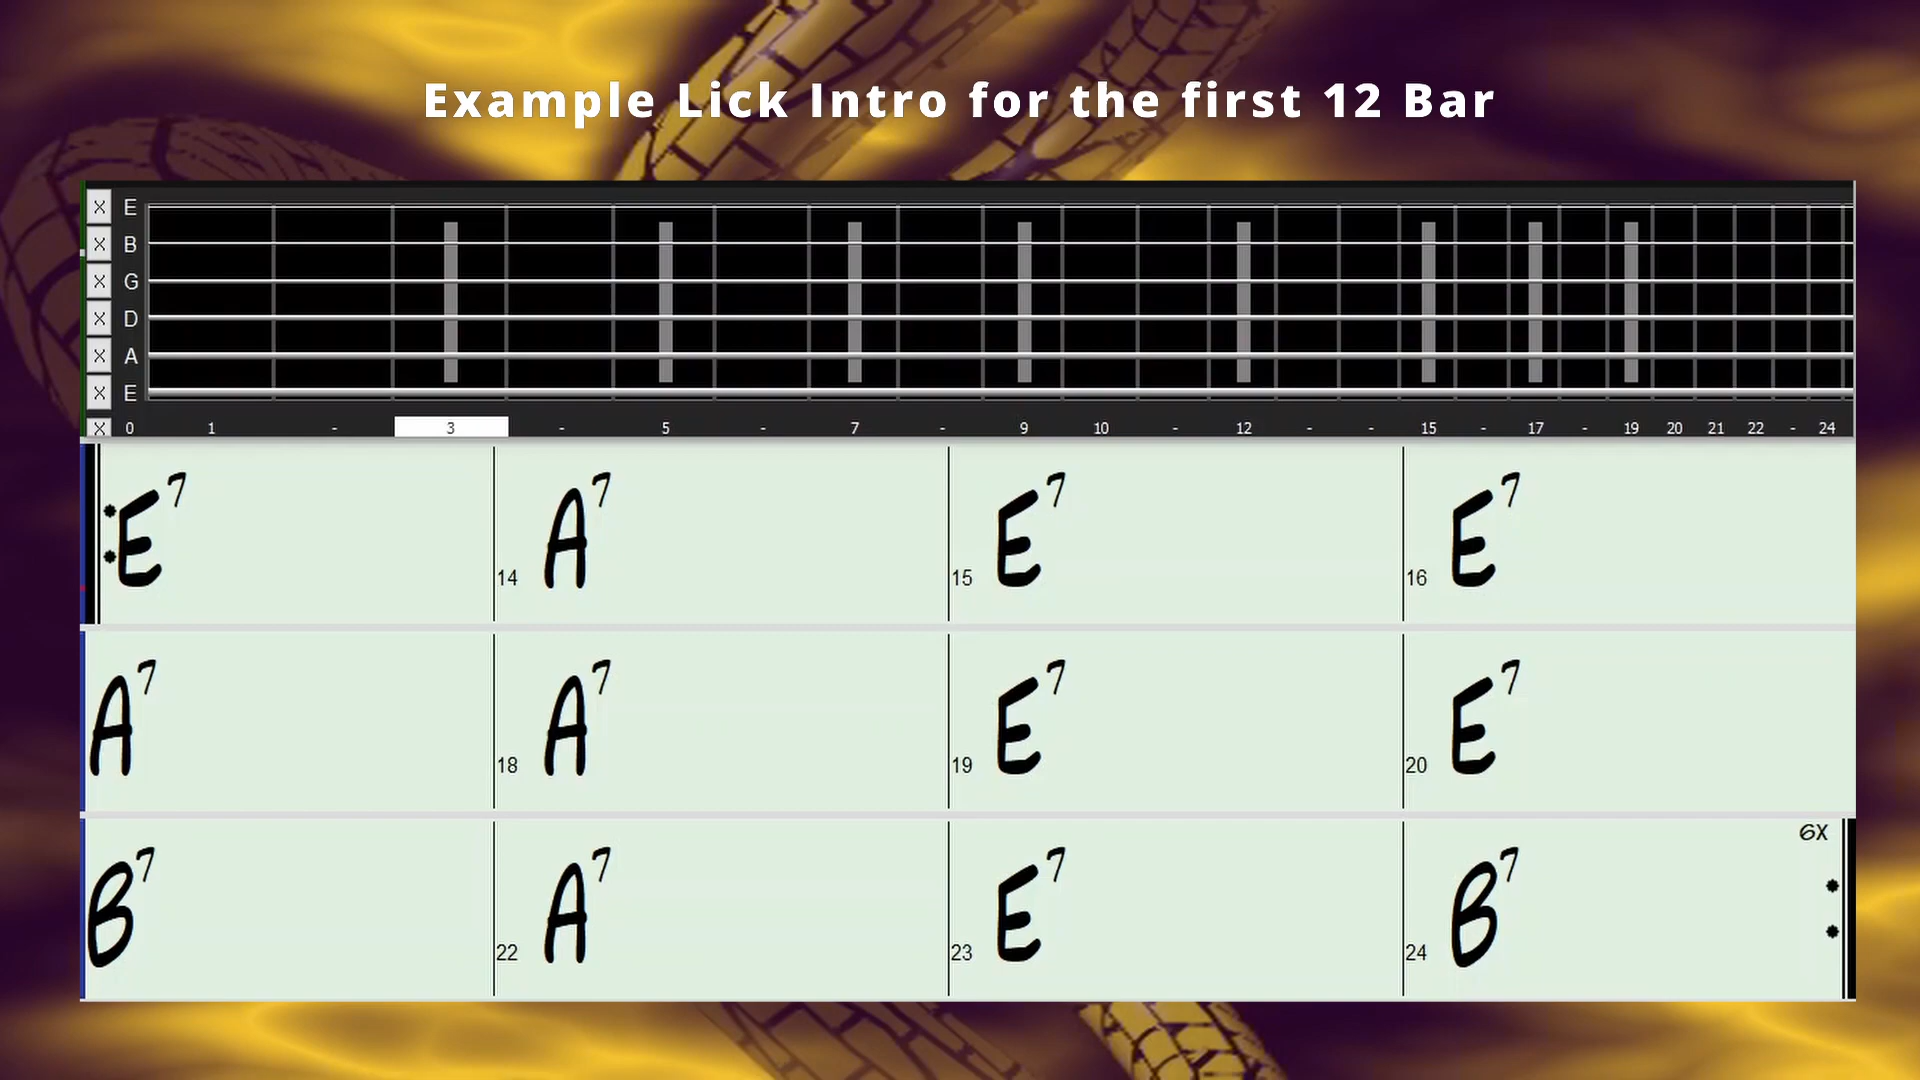 Example Lick Intro for the first 12 Bar
X E
X B
X G
X D
X A
X E
X 0 1 - 3 - 5 - 7 - 9 10 - 12 - - 15 - 17 - 19 20 21 22 - 24
E7 14 A7 15 E7 16 E7
A7 18 A7 19 E7 20 E7
6X
B7 22 A7 23 E7 24 B7